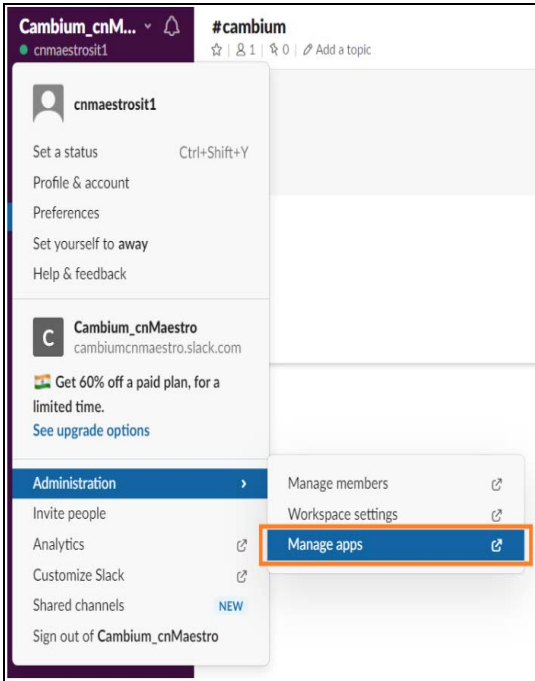 Cambium_cnM...
#cambium
cnmaestrosit1
1 | 0 | Add a topic
cnmaestrosit1
Set a status Ctrl+Shift+Y
Profile & account
Preferences
Set yourself to away
Help & feedback
C
Cambium_cnMaestro
cambiumcnmaestro.slack.com
Get 60% off a paid plan, for a
limited time.
See upgrade options
Administration
Manage members
Invite people
Workspace settings
Analytics
Manage apps
Customize Slack
Shared channels NEW
Sign out of Cambium_cnMaestro